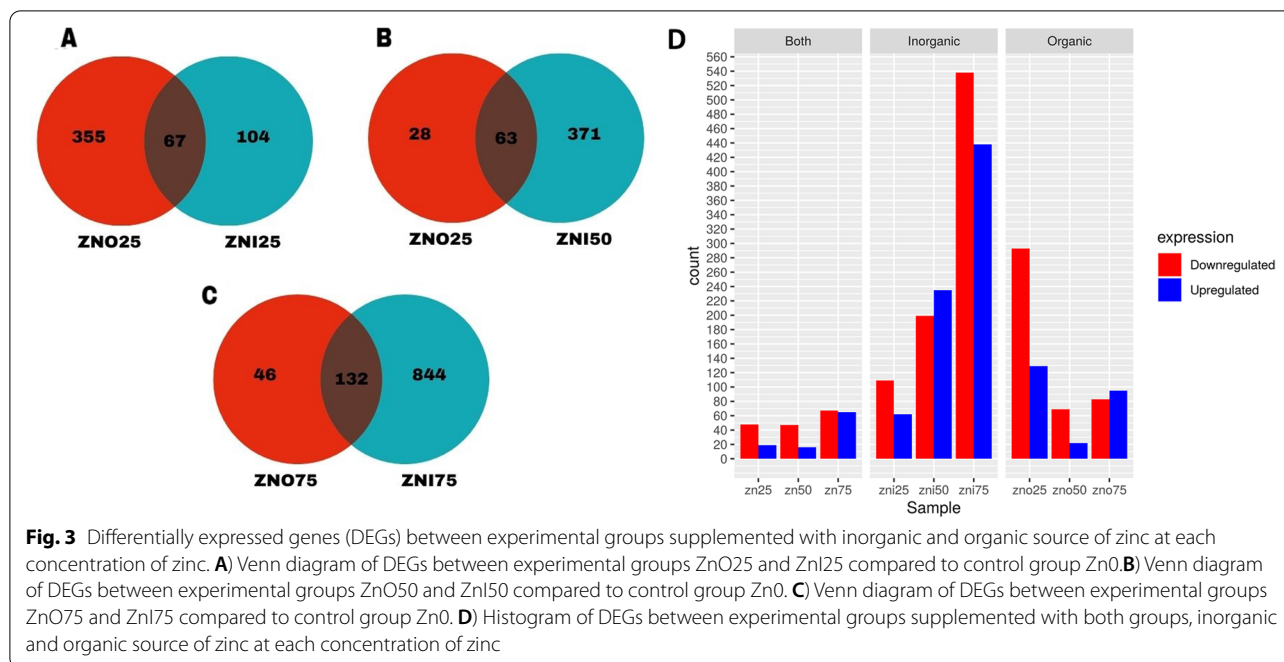 A
355
67
104
ZNO25
ZNI25
B
28
63
371
ZNO25
ZNI50
C
46
132
844
ZNO75
ZNI75
D
Both
Inorganic
Organic
560
540
520
500
480
460
440
420
400
380
360
340
320
300
280
260
240
220
200
180
160
140
120
100
80
60
40
20
0
count
zn25
zn50
zn75
zni25
zni50
zni75
zno25
zno50
zno75
Sample
expression
Downregulated
Upregulated
Fig. 3 Differentially expressed genes (DEGs) between experimental groups supplemented with inorganic and organic source of zinc at each
concentration of zinc. A) Venn diagram of DEGs between experimental groups ZnO25 and ZnI25 compared to control group Zn0.B) Venn diagram
of DEGs between experimental groups ZnO50 and ZnI50 compared to control group Zn0. C) Venn diagram of DEGs between experimental groups
ZnO75 and ZnI75 compared to control group Zn0. D) Histogram of DEGs between experimental groups supplemented with both groups, inorganic
and organic source of zinc at each concentration of zinc